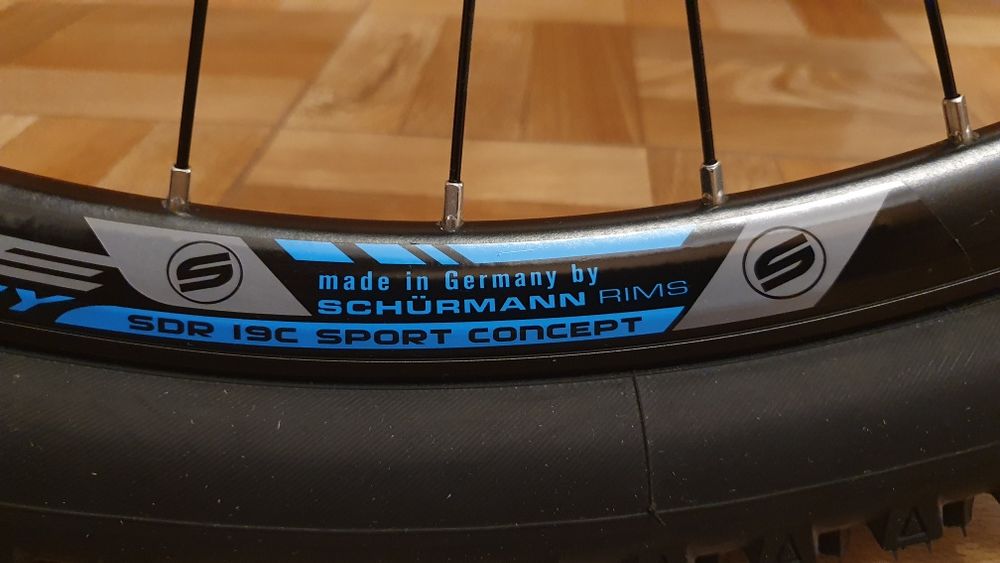 made in Germany by
SCHÜRMANN RIMS
SDR 19C SPORT CONCEPT